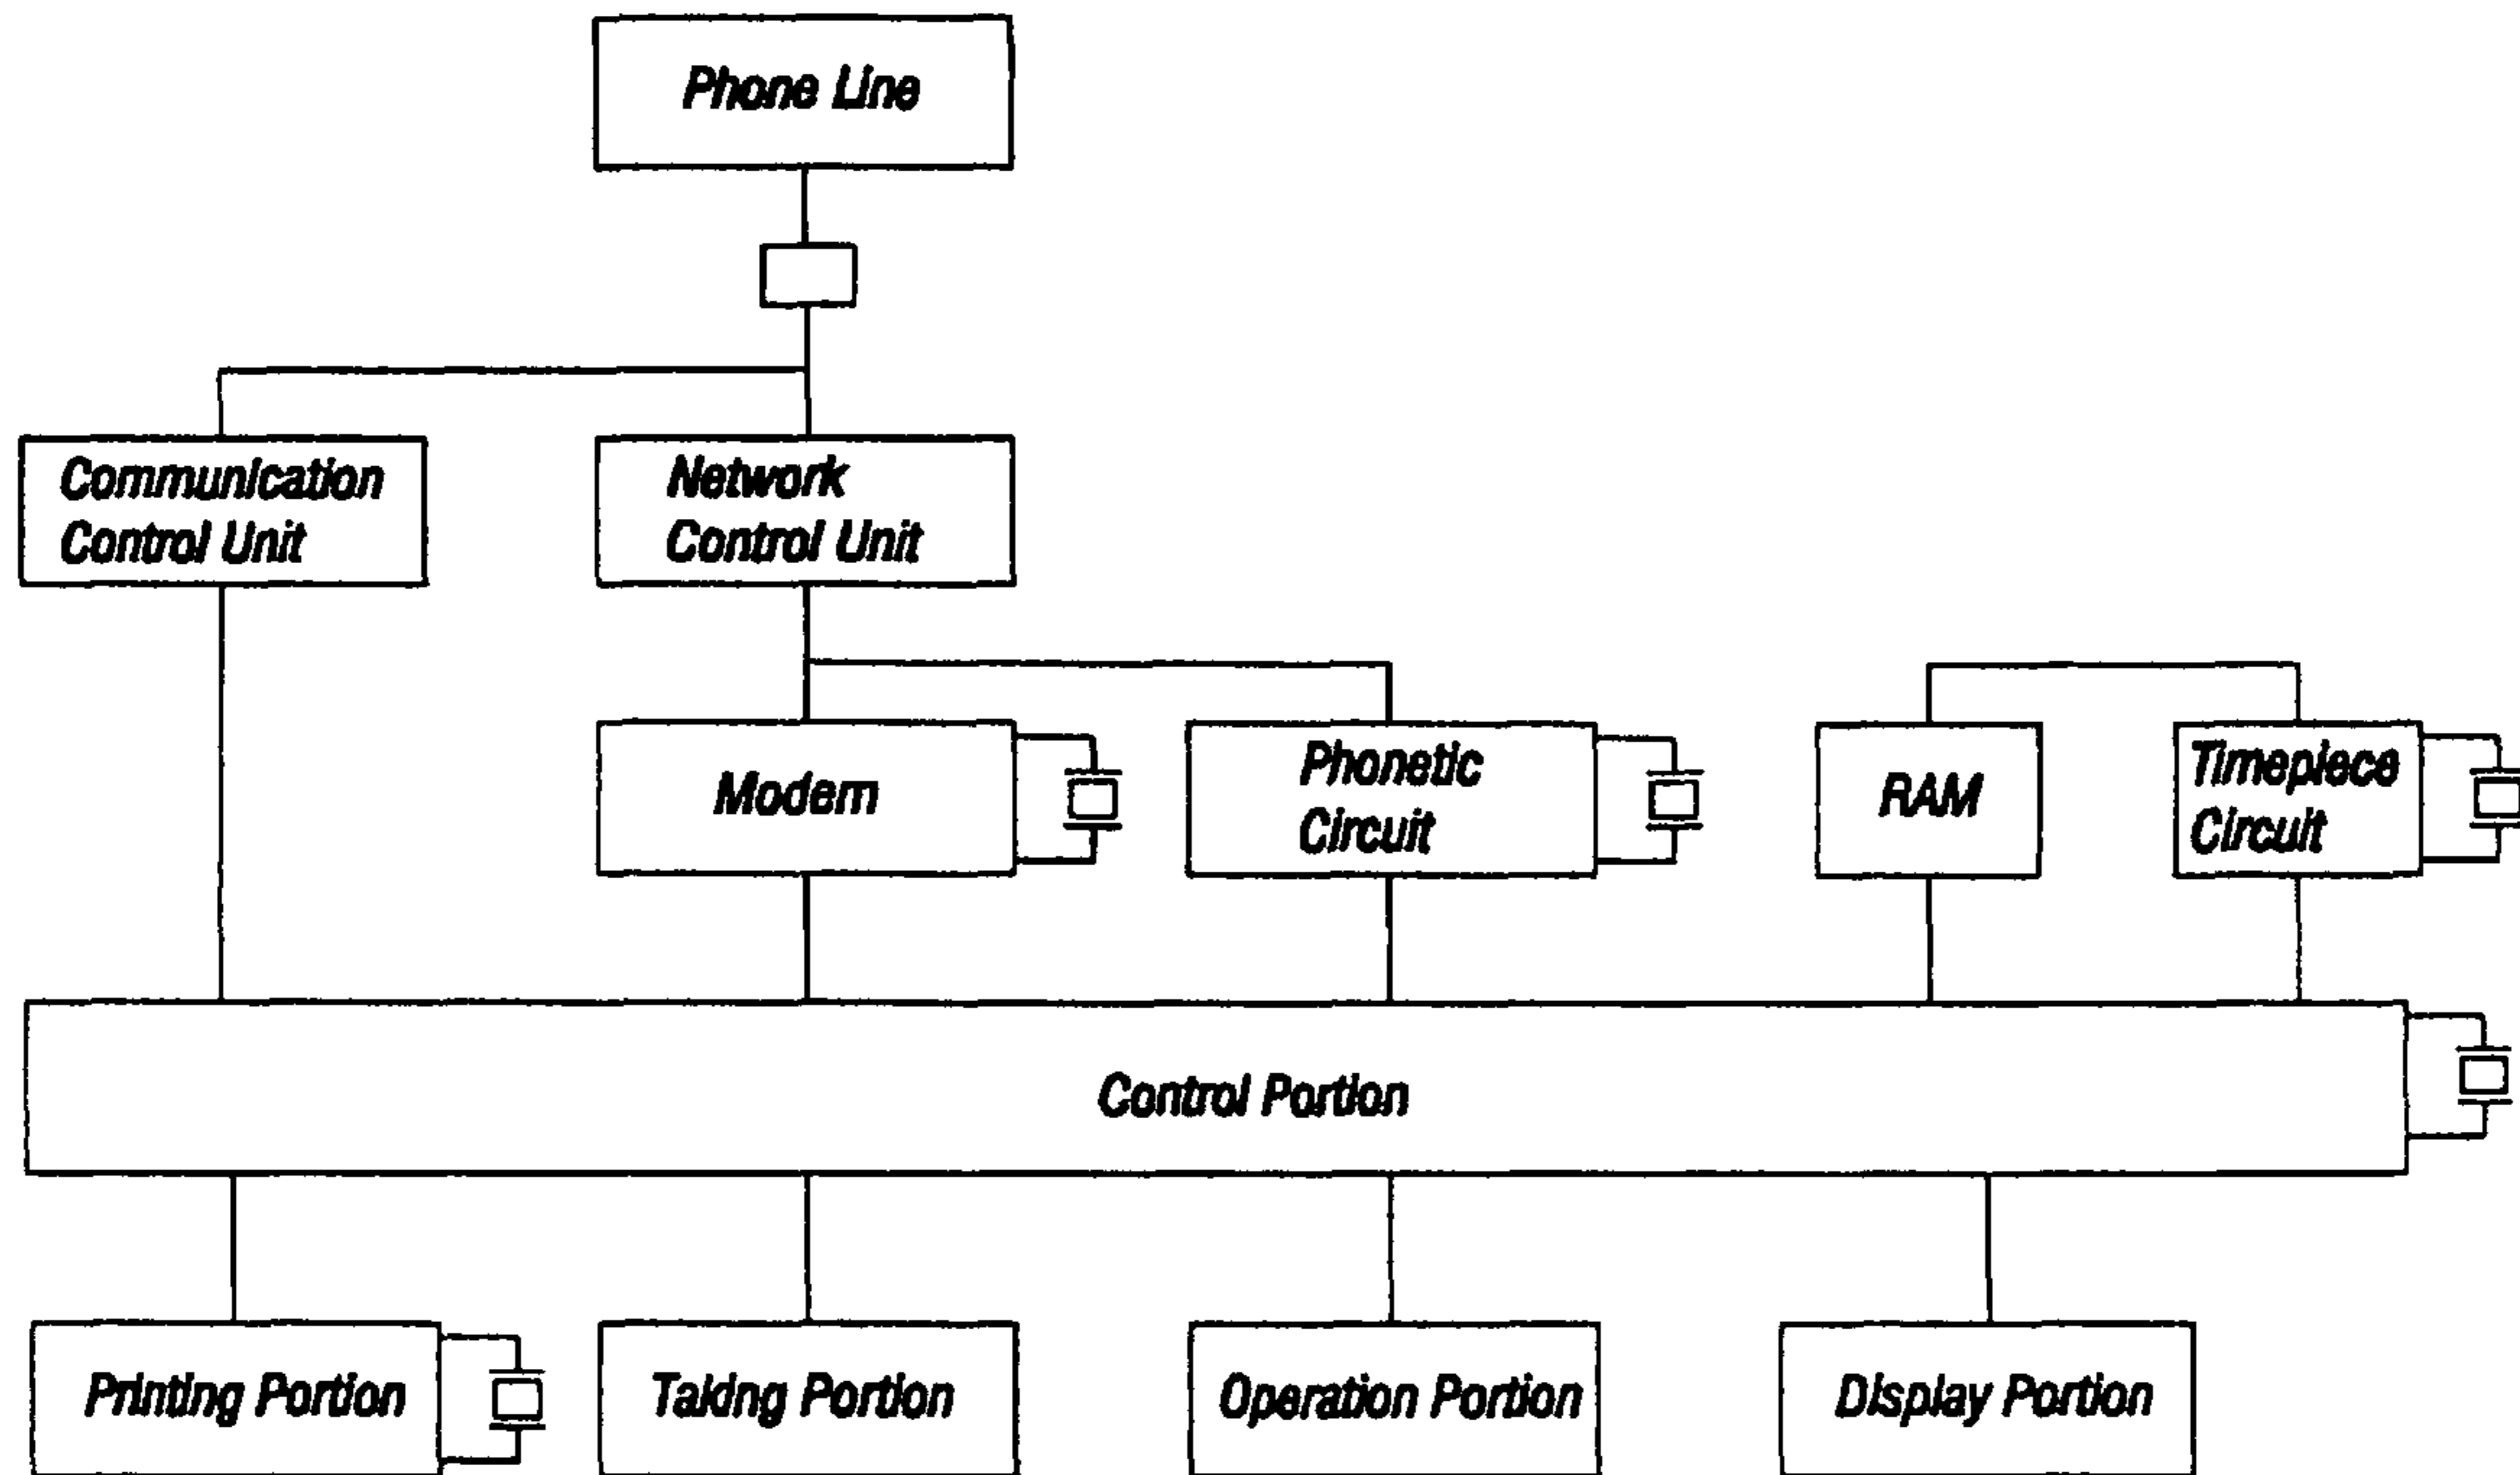 Phone Line
Communication
Control Unit
Network
Control Unit
Modem
Phonetic
Circuit
RAM
Timepiece
Circuit
Control Portion
Printing Portion
Taking Portion
Operation Portion
Display Portion